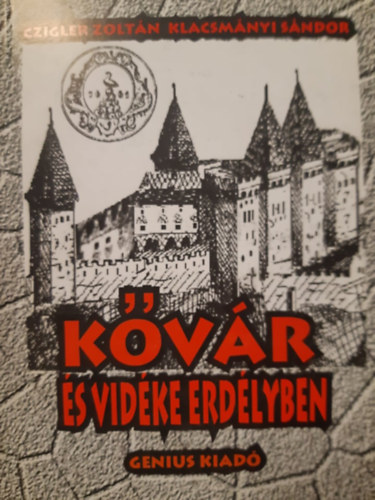 CZIGLER ZOLTÁN KLACSMÁNYI SÁNDOR
KŐVÁR
ÉS VIDÉKE ERDÉLYBEN
GENIUS KIADÓ